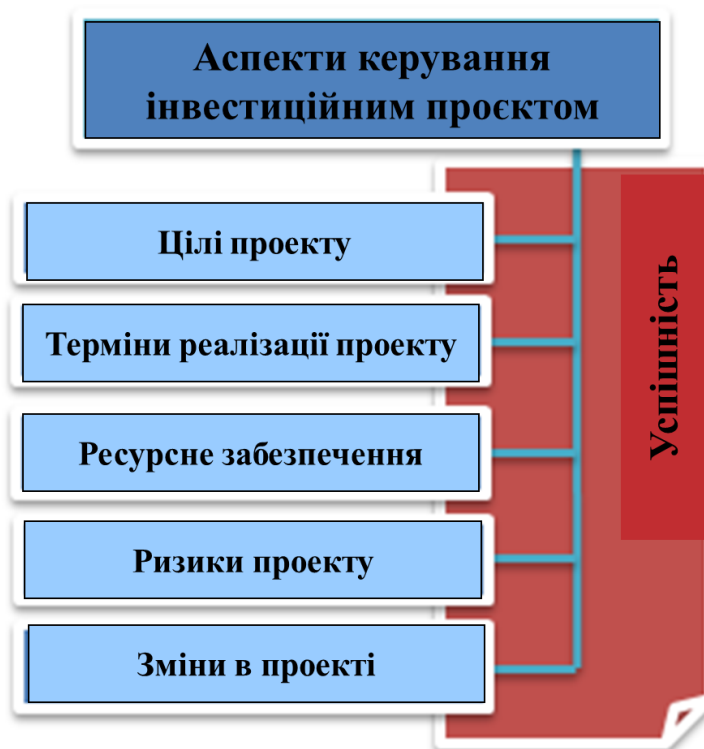 Аспекти керування
інвестиційним проєктом
Цілі проекту
Терміни реалізації проекту
Ресурсне забезпечення
Ризики проекту
Зміни в проекті
Успішність